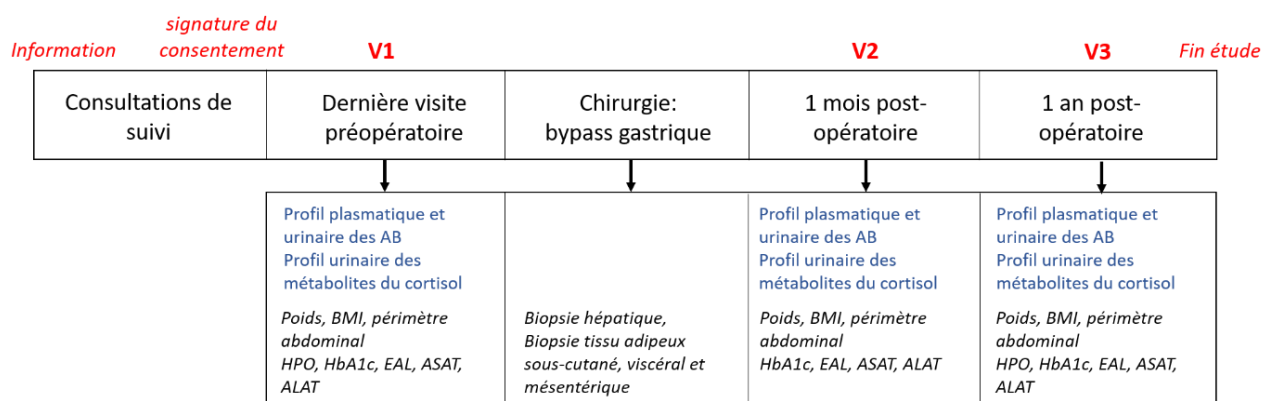 signature du
Information
consentement
V1
V2
V3
Fin étude
Consultations de
suivi
Dernière visite
préopératoire
Chirurgie:
bypass gastrique
1 mois post-
opératoire
1 an post-
opératoire
Profil plasmatique et
urinaire des AB
Profil urinaire des
métabolites du cortisol
Poids, BMI, périmètre
abdominal
HPO, HbA1c, EAL, ASAT,
ALAT
Biopsie hépatique,
Biopsie tissu adipeux
sous-cutané, viscéral et
mésentérique
Profil plasmatique et
urinaire des AB
Profil urinaire des
métabolites du cortisol
Poids, BMI, périmètre
abdominal
HbA1c, EAL, ASAT, ALAT
Profil plasmatique et
urinaire des AB
Profil urinaire des
métabolites du cortisol
Poids, BMI, périmètre
abdominal
HPO, HbA1c, EAL, ASAT,
ALAT